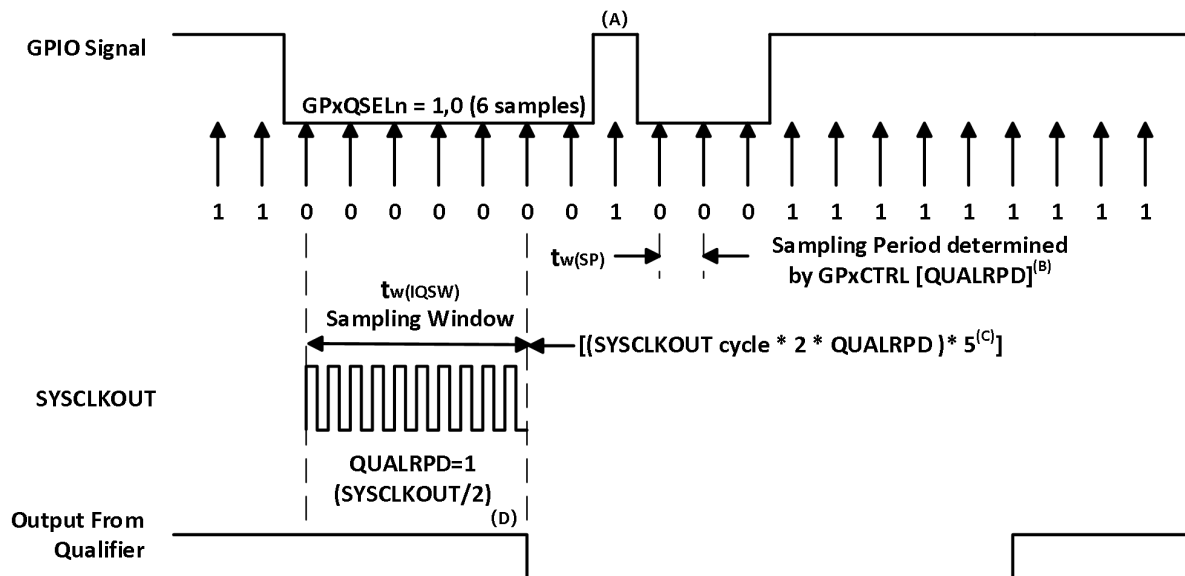 (A)
GPIO Signal
GPxQSELn = 1,0 (6 samples)
1 1 0 0 0 0 0 0 0 1 0 0 0 1 1 1 1 1 1 1 1 1
tw(SP)
Sampling Period determined
by GPxCTRL [QUALRPD](B)
tw(IQSW)
Sampling Window
[(SYSCLKOUT cycle * 2 * QUALRPD )* 5(C)]
SYSCLKOUT
QUALRPD=1
(SYSCLKOUT/2)
(D)
Output From
Qualifier